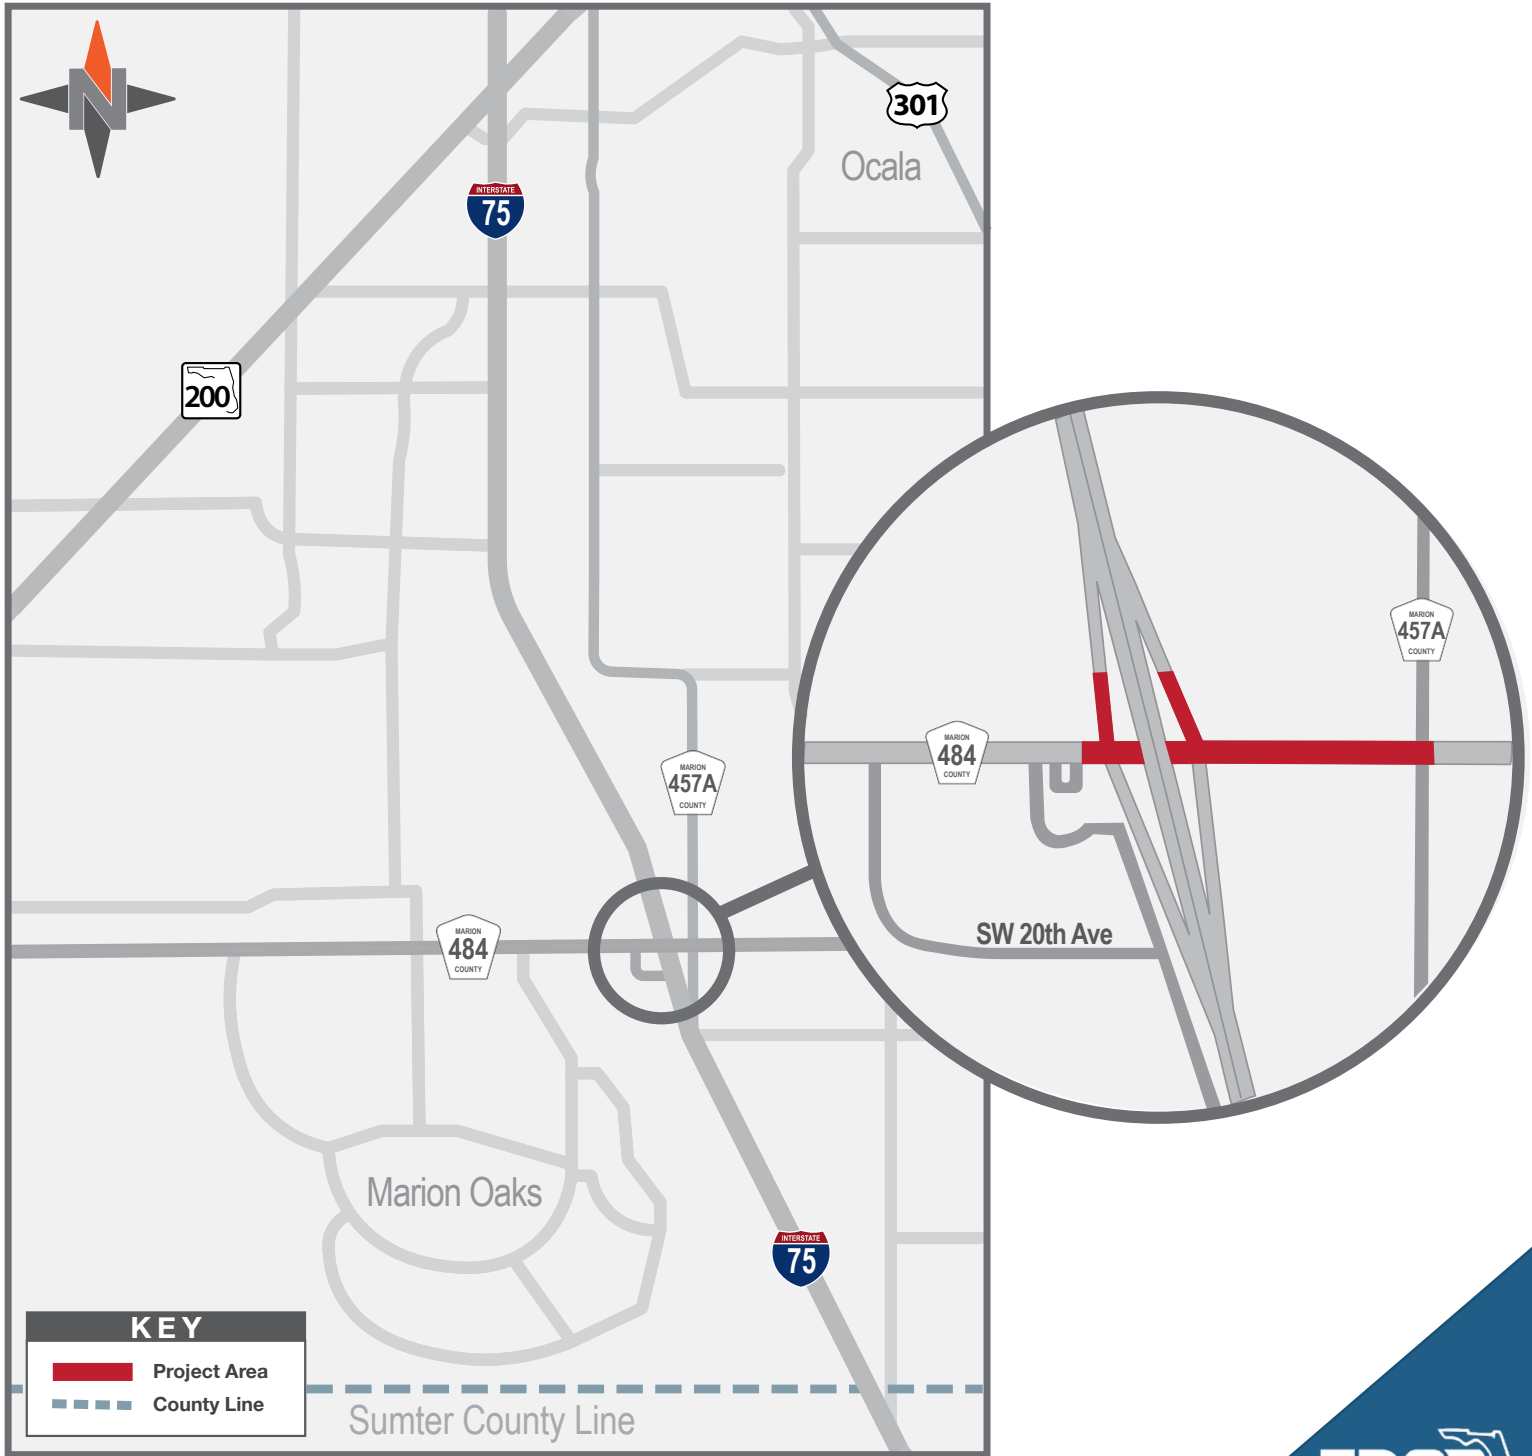 N
301
Ocala
INTERSTATE
75
200
MARION
457A
COUNTY
MARION
484
COUNTY
SW 20th Ave
MARION
457A
COUNTY
MARION
484
COUNTY
Marion Oaks
INTERSTATE
75
KEY
Project Area
County Line
Sumter County Line